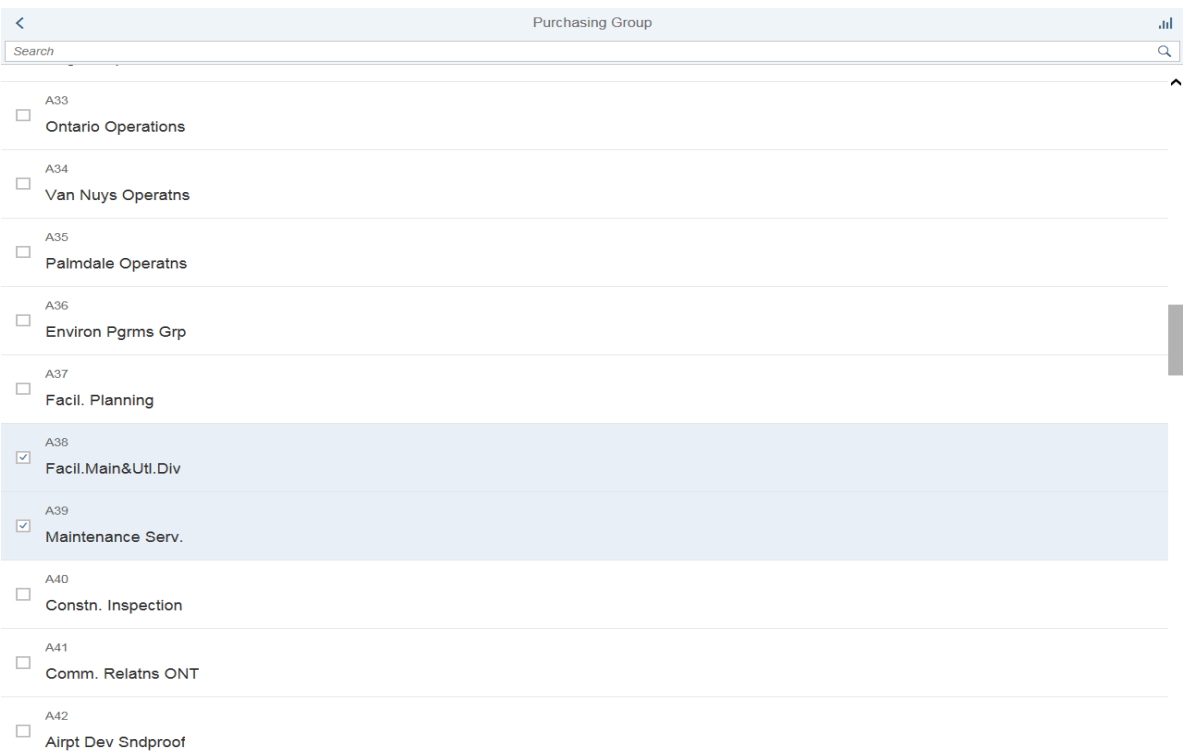 Purchasing Group
Search
A33
Ontario Operations
A34
Van Nuys Operatns
A35
Palmdale Operatns
A36
Environ Pgrms Grp
A37
Facil. Planning
A38
Facil.Main&Utl.Div
A39
Maintenance Serv.
A40
Constn. Inspection
A41
Comm. Relatns ONT
A42
Airpt Dev Sndproof